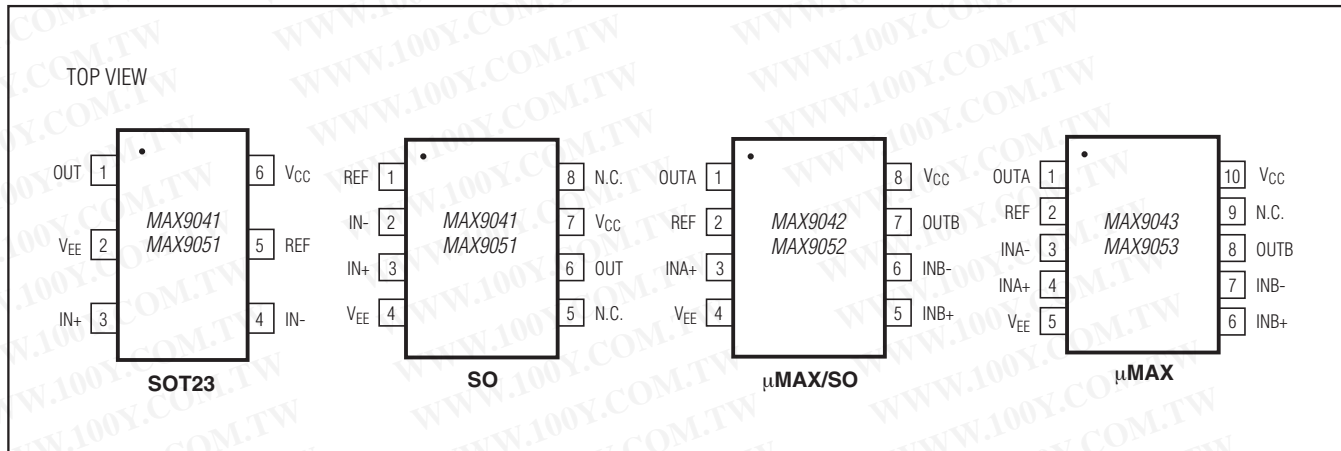 TOP VIEW
OUT 1
VEE 2
IN+ 3
MAX9041
MAX9051
6 VCC
5 REF
4 IN-
SOT23
REF 1
IN- 2
IN+ 3
VEE 4
MAX9041
MAX9051
8 N.C.
7 VCC
6 OUT
5 N.C.
SO
OUTA 1
REF 2
INA+ 3
VEE 4
MAX9042
MAX9052
8 VCC
7 OUTB
6 INB-
5 INB+
µMAX/SO
OUTA 1
REF 2
INA- 3
INA+ 4
VEE 5
MAX9043
MAX9053
10 VCC
9 N.C.
8 OUTB
7 INB-
6 INB+
µMAX
WWW.100Y.COM.TW